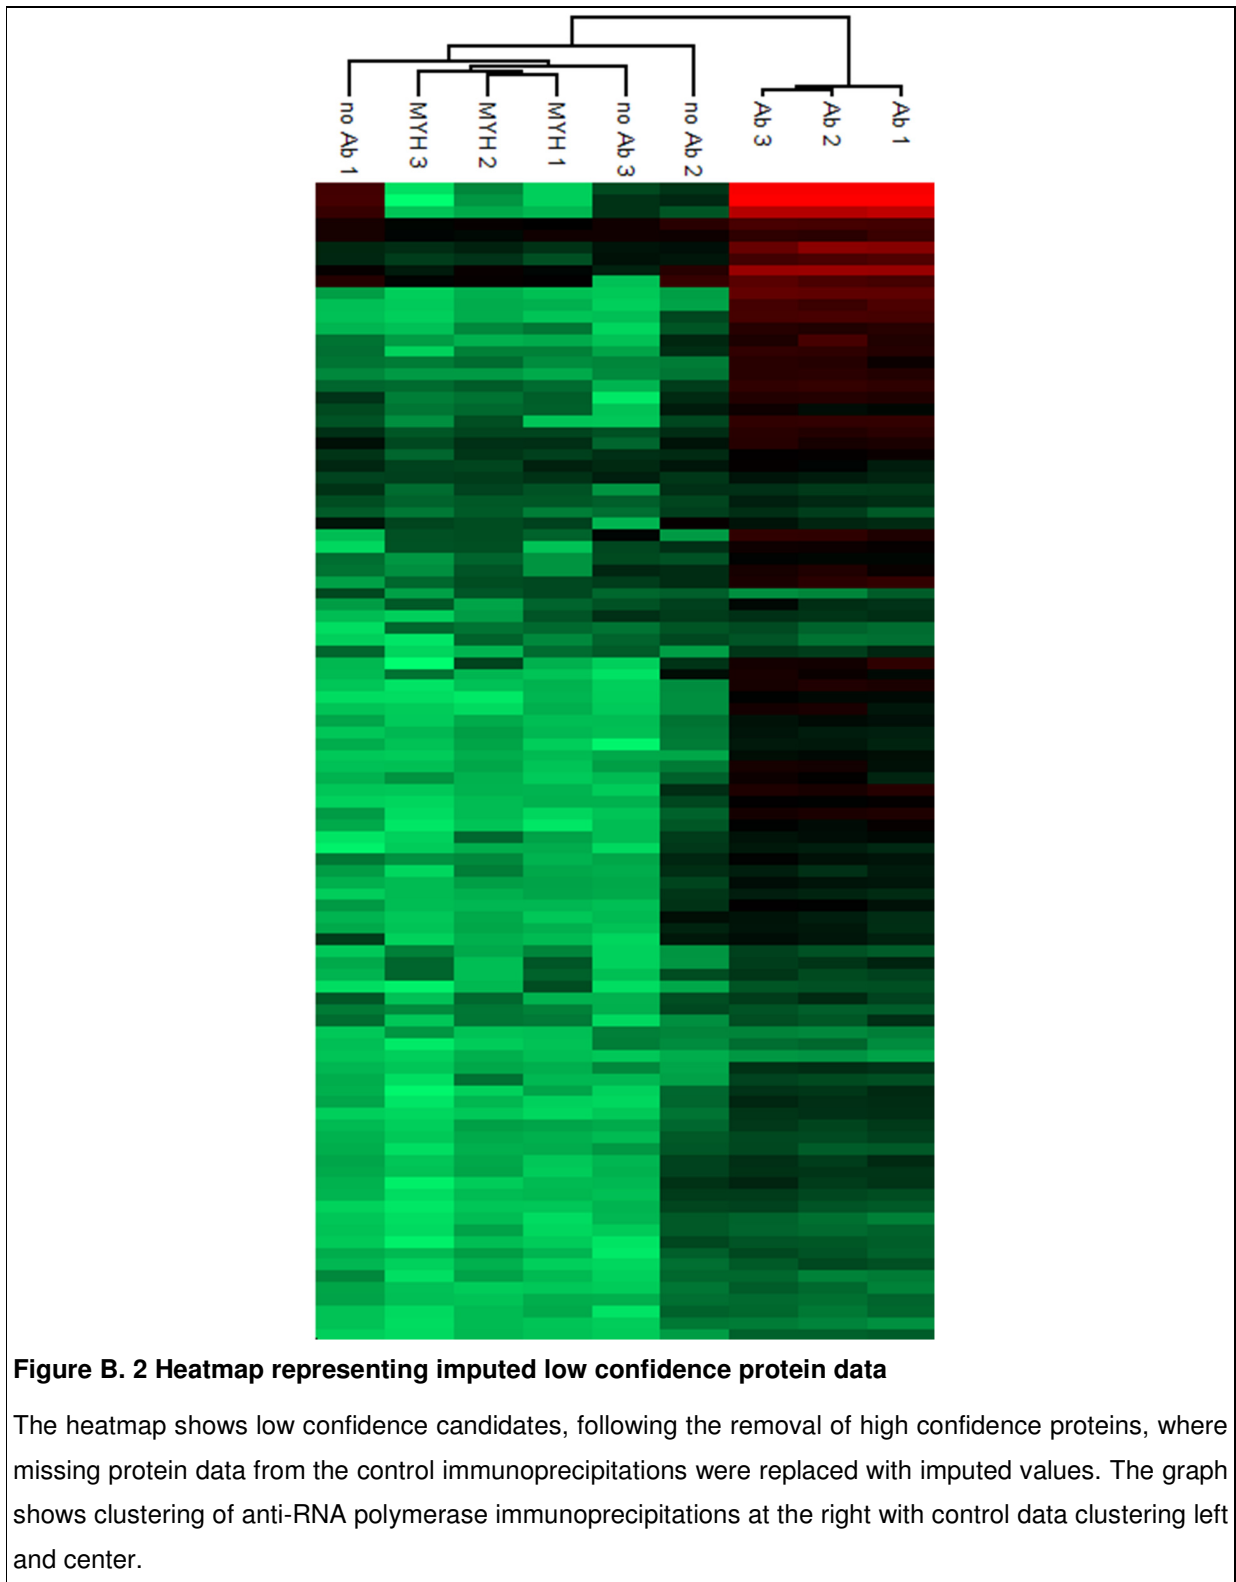 no Ab 1
MYH 3
MYH 2
MYH 1
no Ab 3
no Ab 2
Ab 3
Ab 2
Ab 1
Figure B. 2 Heatmap representing imputed low confidence protein data
The heatmap shows low confidence candidates, following the removal of high confidence proteins, where
missing protein data from the control immunoprecipitations were replaced with imputed values. The graph
shows clustering of anti-RNA polymerase immunoprecipitations at the right with control data clustering left
and center.